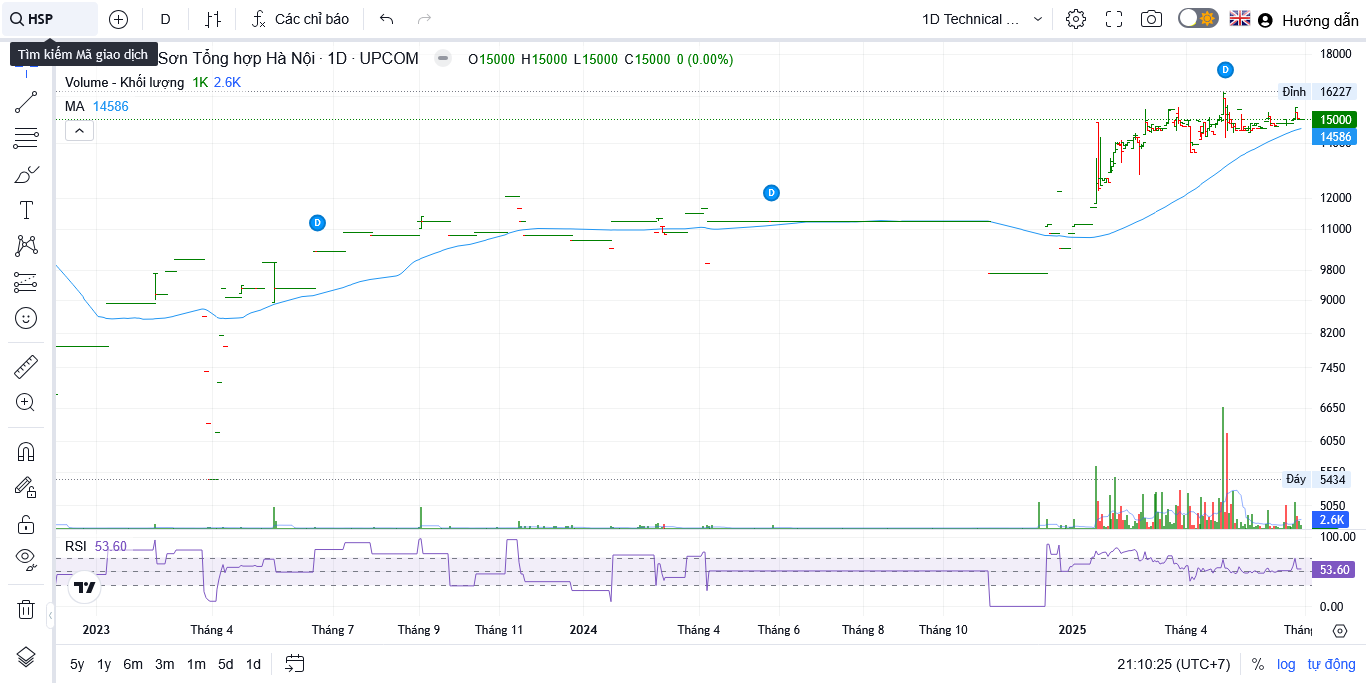 HSP D Các chỉ báo 1D Technical ... Hướng dẫn
Tìm kiếm Mã giao dịch
Sơn Tổng hợp Hà Nội · 1D · UPCOM O15000 H15000 L15000 C15000 0 (0.00%)
Volume - Khối lượng 1K 2.6K
MA 14586
D
D
D
18000
Đỉnh 16227
15000
14586
14000
12000
11000
9800
9000
8200
7450
6650
6050
5550
Đáy 5434
5050
2.6K
RSI 53.60
100.00
53.60
0.00
2023 Tháng 4 Tháng 7 Tháng 9 Tháng 11 2024 Tháng 4 Tháng 6 Tháng 8 Tháng 10 2025 Tháng 4 Thán
5y 1y 6m 3m 1m 5d 1d 21:10:25 (UTC+7) % log tự động